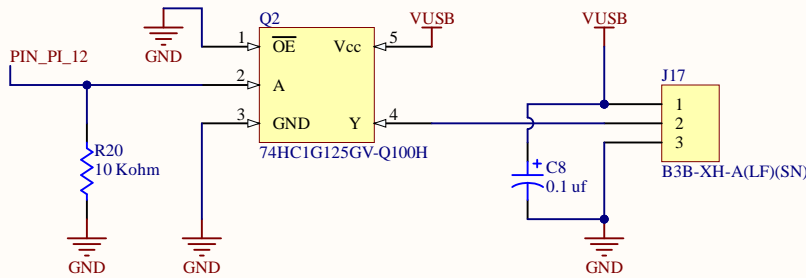 Q2
VUSB
VUSB
GND
1
OE
Vcc
5
PIN_PI_12
2
A
J17
1
2
3
3
GND
Y
4
74HC1G125GV-Q100H
B3B-XH-A(LF)(SN)
R20
10 Kohm
+
C8
0.1 uf
GND
GND
GND